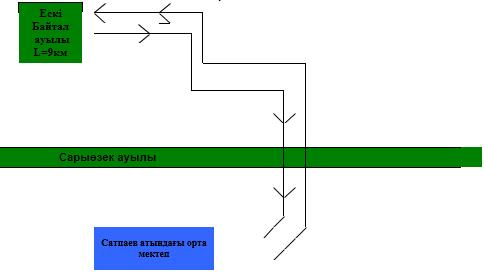 Ескі
Байтал
ауылы
L=9км
Сарыөзек ауылы
Сатпаев атындағы орта
мектеп